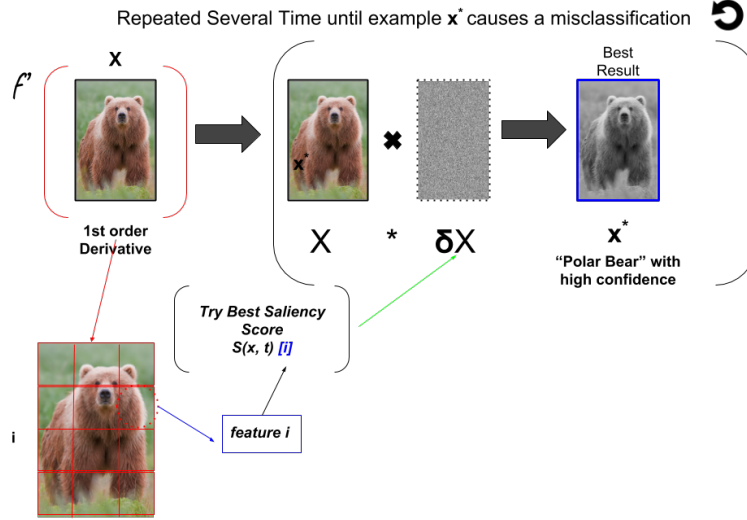 Repeated Several Time until example x* causes a misclassification
X
f'
1st order
Derivative
x*
✖
X * δX
Best
Result
x*
“Polar Bear” with
high confidence
Try Best Saliency
Score
S(x, t) [i]
feature i
i